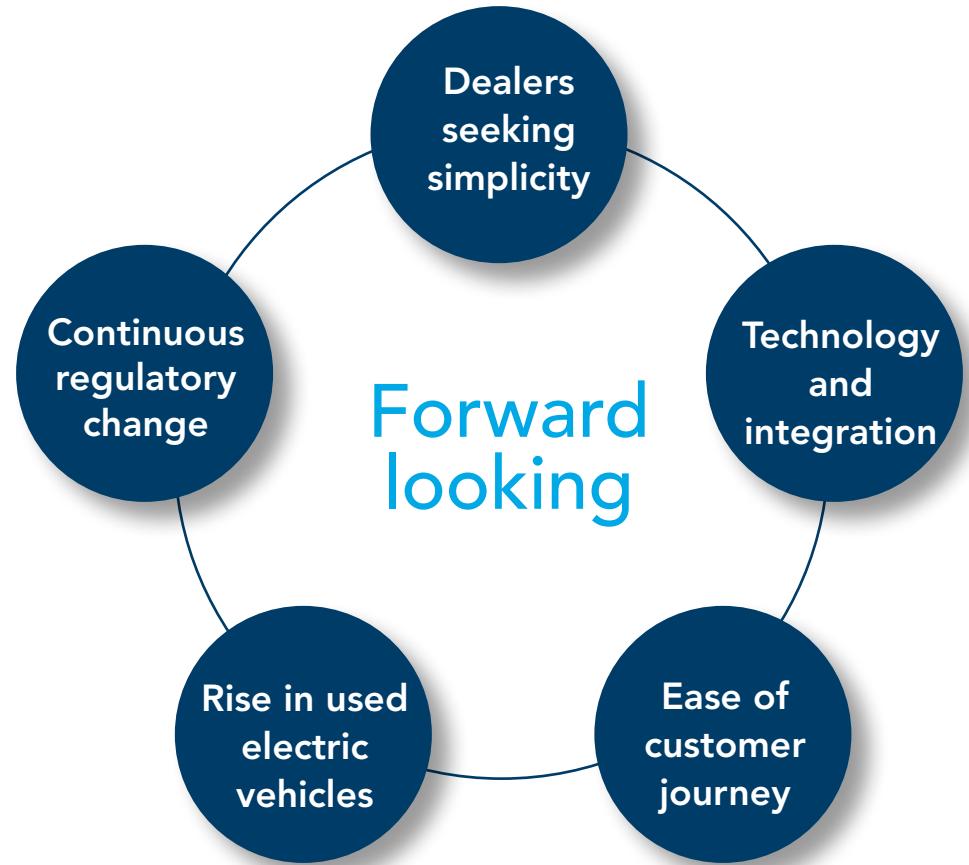 Dealers
seeking
simplicity
Continuous
regulatory
change
Technology
and
integration
Forward
looking
Rise in used
electric
vehicles
Ease of
customer
journey